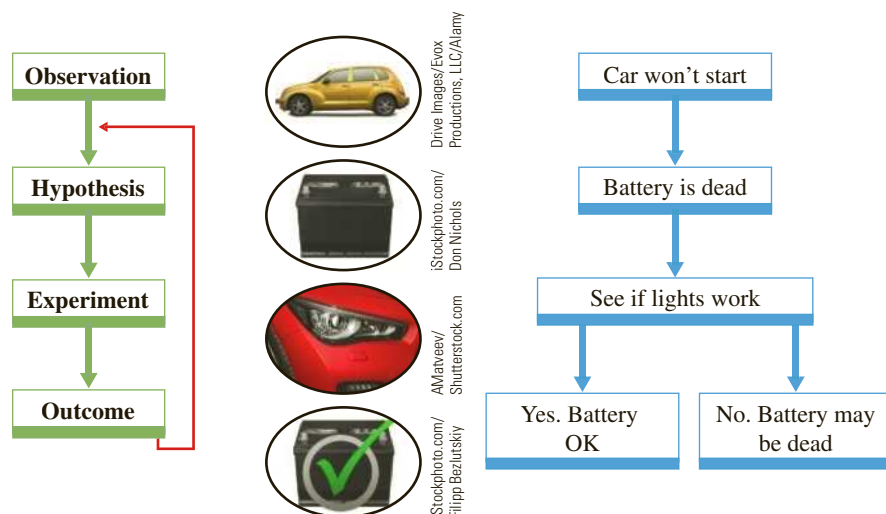 Observation
Hypothesis
Experiment
Outcome
Drive Images/Evox
Productions, LLC/Alamy
iStockphoto.com/
Don Nichols
AMatveev/
Shutterstock.com
iStockphoto.com/
Filipp Bezlutskiy
Car won't start
Battery is dead
See if lights work
Yes. Battery
OK
No. Battery may
be dead